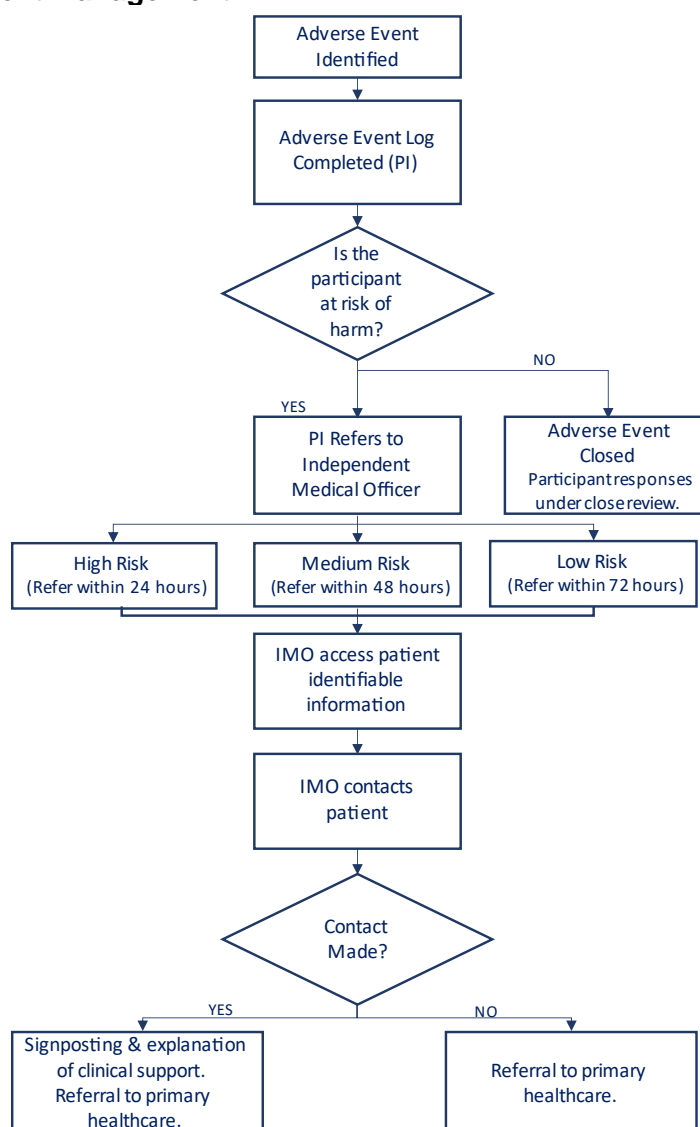 Adverse Event
Identified
Adverse Event Log
Completed (PI)
Is the
participant
at risk of
harm?
NO
YES
PI Refers to
Independent
Medical Officer
Adverse Event
Closed
Participant responses
under close review.
High Risk
(Refer within 24 hours)
Medium Risk
(Refer within 48 hours)
Low Risk
(Refer within 72 hours)
IMO access patient
identifiable
information
IMO contacts
patient
Contact
Made?
YES
NO
Signposting & explanation
of clinical support.
Referral to primary
healthcare.
Referral to primary
healthcare.